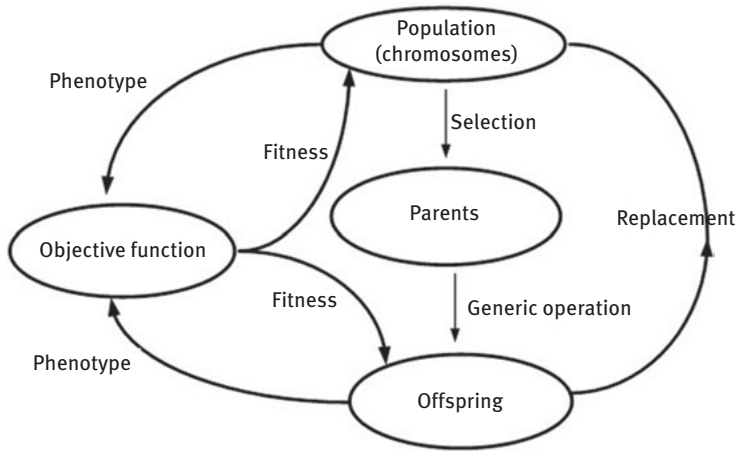 Population
(chromosomes)
Phenotype
Selection
Fitness
Parents
Replacement
Objective function
Fitness
Generic operation
Phenotype
Offspring